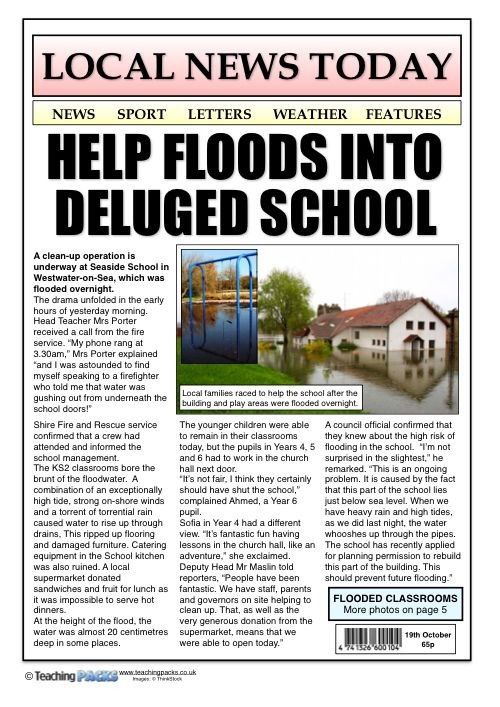 LOCAL NEWS TODAY
NEWS SPORT LETTERS WEATHER FEATURES
HELP FLOODS INTO
DELUGED SCHOOL
A clean-up operation is
underway at Seaside School in
Westwater-on-Sea, which was
flooded overnight.
The drama unfolded in the early
hours of yesterday morning.
Head Teacher Mrs Porter
received a call from the fire
service. “My phone rang at
3.30am,” Mrs Porter explained
“and I was astounded to find
myself speaking to a firefighter
who told me that water was
gushing out from underneath the
school doors!”
Local families raced to help the school after the
building and play areas were flooded overnight.
Shire Fire and Rescue service
confirmed that a crew had
attended and informed the
school management.
The KS2 classrooms bore the
brunt of the floodwater. A
combination of an exceptionally
high tide, strong on-shore winds
and a torrent of torrential rain
caused water to rise up through
drains. This ripped up flooring
and damaged furniture. Catering
equipment in the School kitchen
was also ruined. A local
supermarket donated
sandwiches and fruit for lunch as
it was impossible to serve hot
dinners.
At the height of the flood, the
water was almost 20 centimetres
deep in some places.
The younger children were able
to remain in their classrooms
today, but the pupils in Years 4, 5
and 6 had to work in the church
hall next door.
“It's not fair, I think they certainly
should have shut the school,”
complained Ahmed, a Year 6
pupil.
Sofia in Year 4 had a different
view. “It's fantastic fun having
lessons in the church hall, like an
adventure,” she exclaimed.
Deputy Head Mr Maslin told
reporters, “People have been
fantastic. We have staff, parents
and governors on site helping to
clean up. That, as well as the
very generous donation from the
supermarket, means that we
were able to open today.”
A council official confirmed that
they knew about the high risk of
flooding in the school. “I'm not
surprised in the slightest,” he
remarked. “This is an ongoing
problem. It is caused by the fact
that this part of the school lies
just below sea level. When we
have heavy rain and high tides,
as we did last night, the water
whooshes up through the pipes.
The school has recently applied
for planning permission to rebuild
this part of the building. This
should prevent future flooding.”
FLOODED CLASSROOMS
More photos on page 5
4 741326 600104
19th October
65p
© Teaching PACKS
www.teachingpacks.co.uk
Images: © ThinkStock